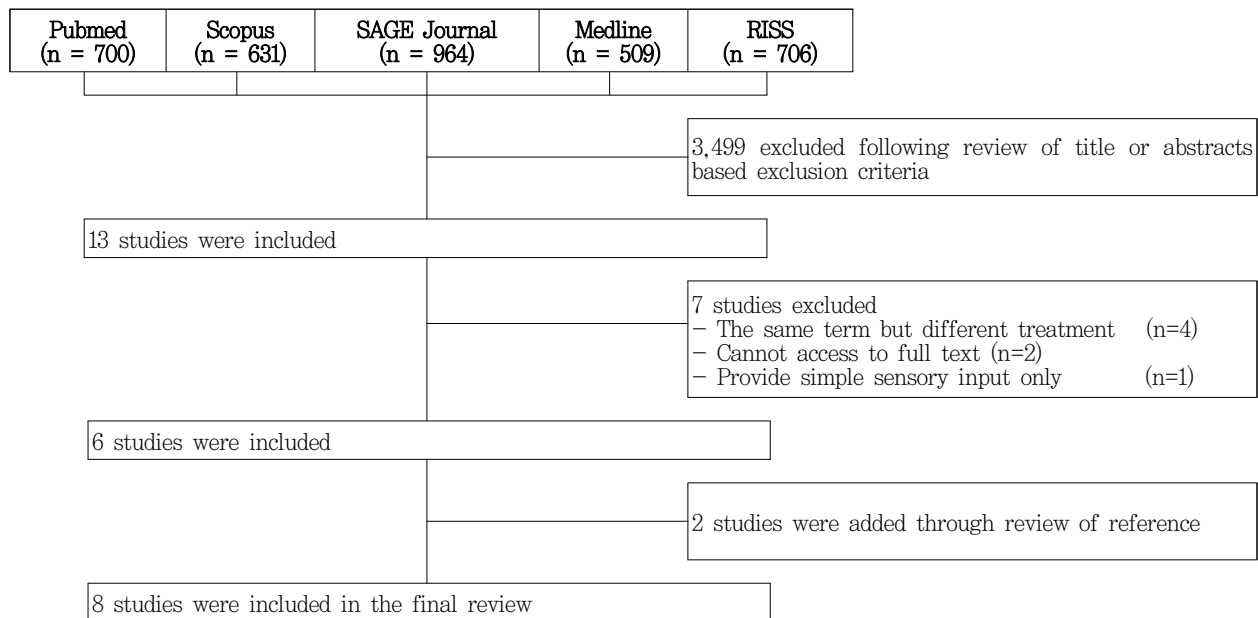 Pubmed
(n = 700)
Scopus
(n = 631)
SAGE Journal
(n = 964)
Medline
(n = 509)
RISS
(n = 706)
3,499 excluded following review of title or abstracts
based exclusion criteria
13 studies were included
7 studies excluded
− The same term but different treatment (n=4)
− Cannot access to full text (n=2)
− Provide simple sensory input only (n=1)
6 studies were included
2 studies were added through review of reference
8 studies were included in the final review